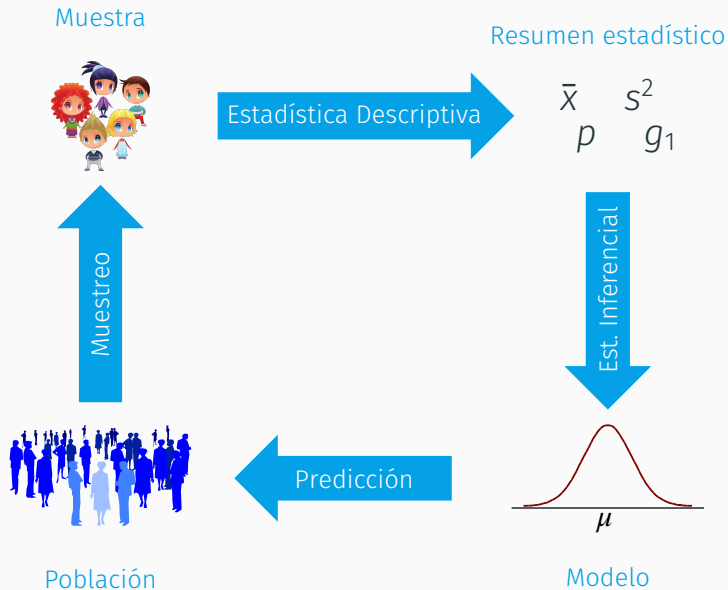 Muestra
Resumen estadístico
Estadística Descriptiva
x̄ s²
p g₁
Muestreo
Est. Inferencial
Predicción
μ
Población
Modelo